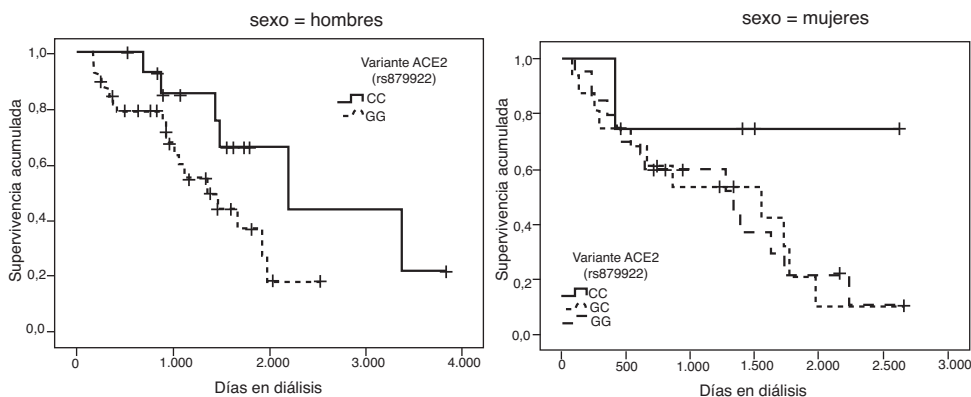 sexo = hombres
1,0
0,8
0,6
0,4
0,2
0,0
Supervivencia acumulada
Variante ACE2
(rs879922)
CC
GG
0
1.000
2.000
3.000
4.000
Días en diálisis
sexo = mujeres
1,0
0,8
0,6
0,4
0,2
0,0
Supervivencia acumulada
Variante ACE2
(rs879922)
CC
GC
GG
0
500
1.000
1.500
2.000
2.500
3.000
Días en diálisis